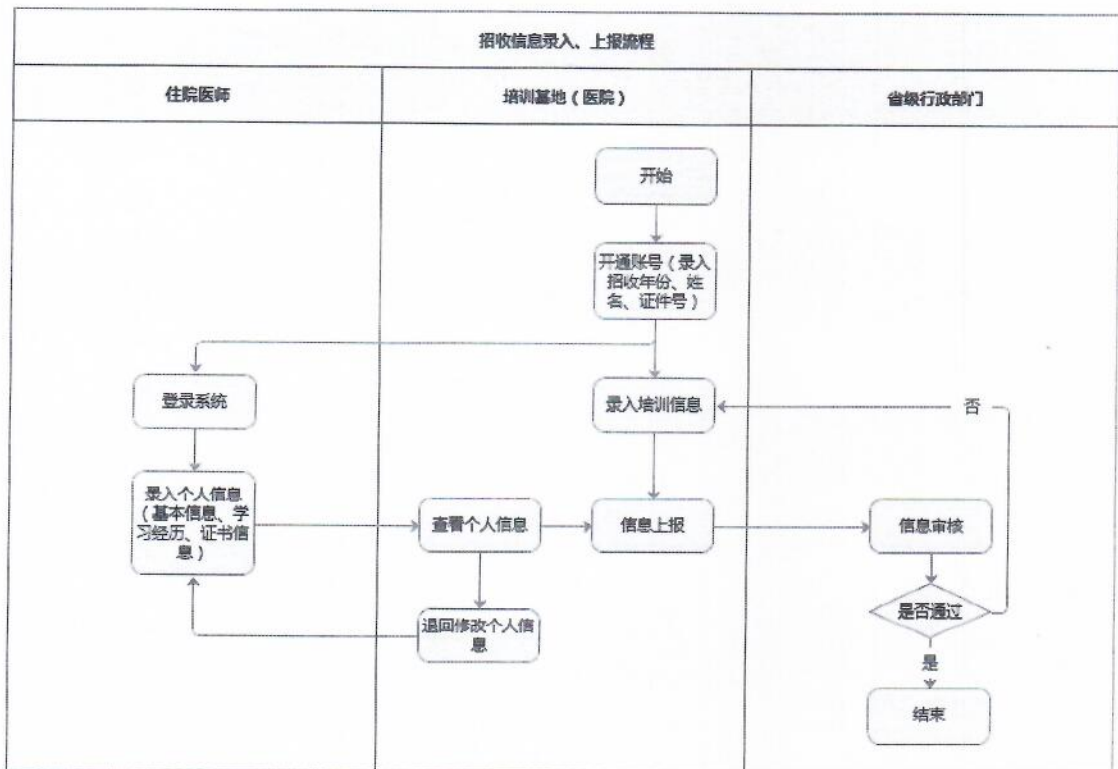 招收信息录入、上报流程
住院医师
培训基地（医院）
省级行政部门
开始
开通账号（录入
招收年份、姓
名、证件号）
登录系统
录入培训信息
否
录入个人信息
（基本信息、学
习经历、证书信
息）
查看个人信息
信息上报
信息审核
是否通过
退回修改个人信
息
是
结束